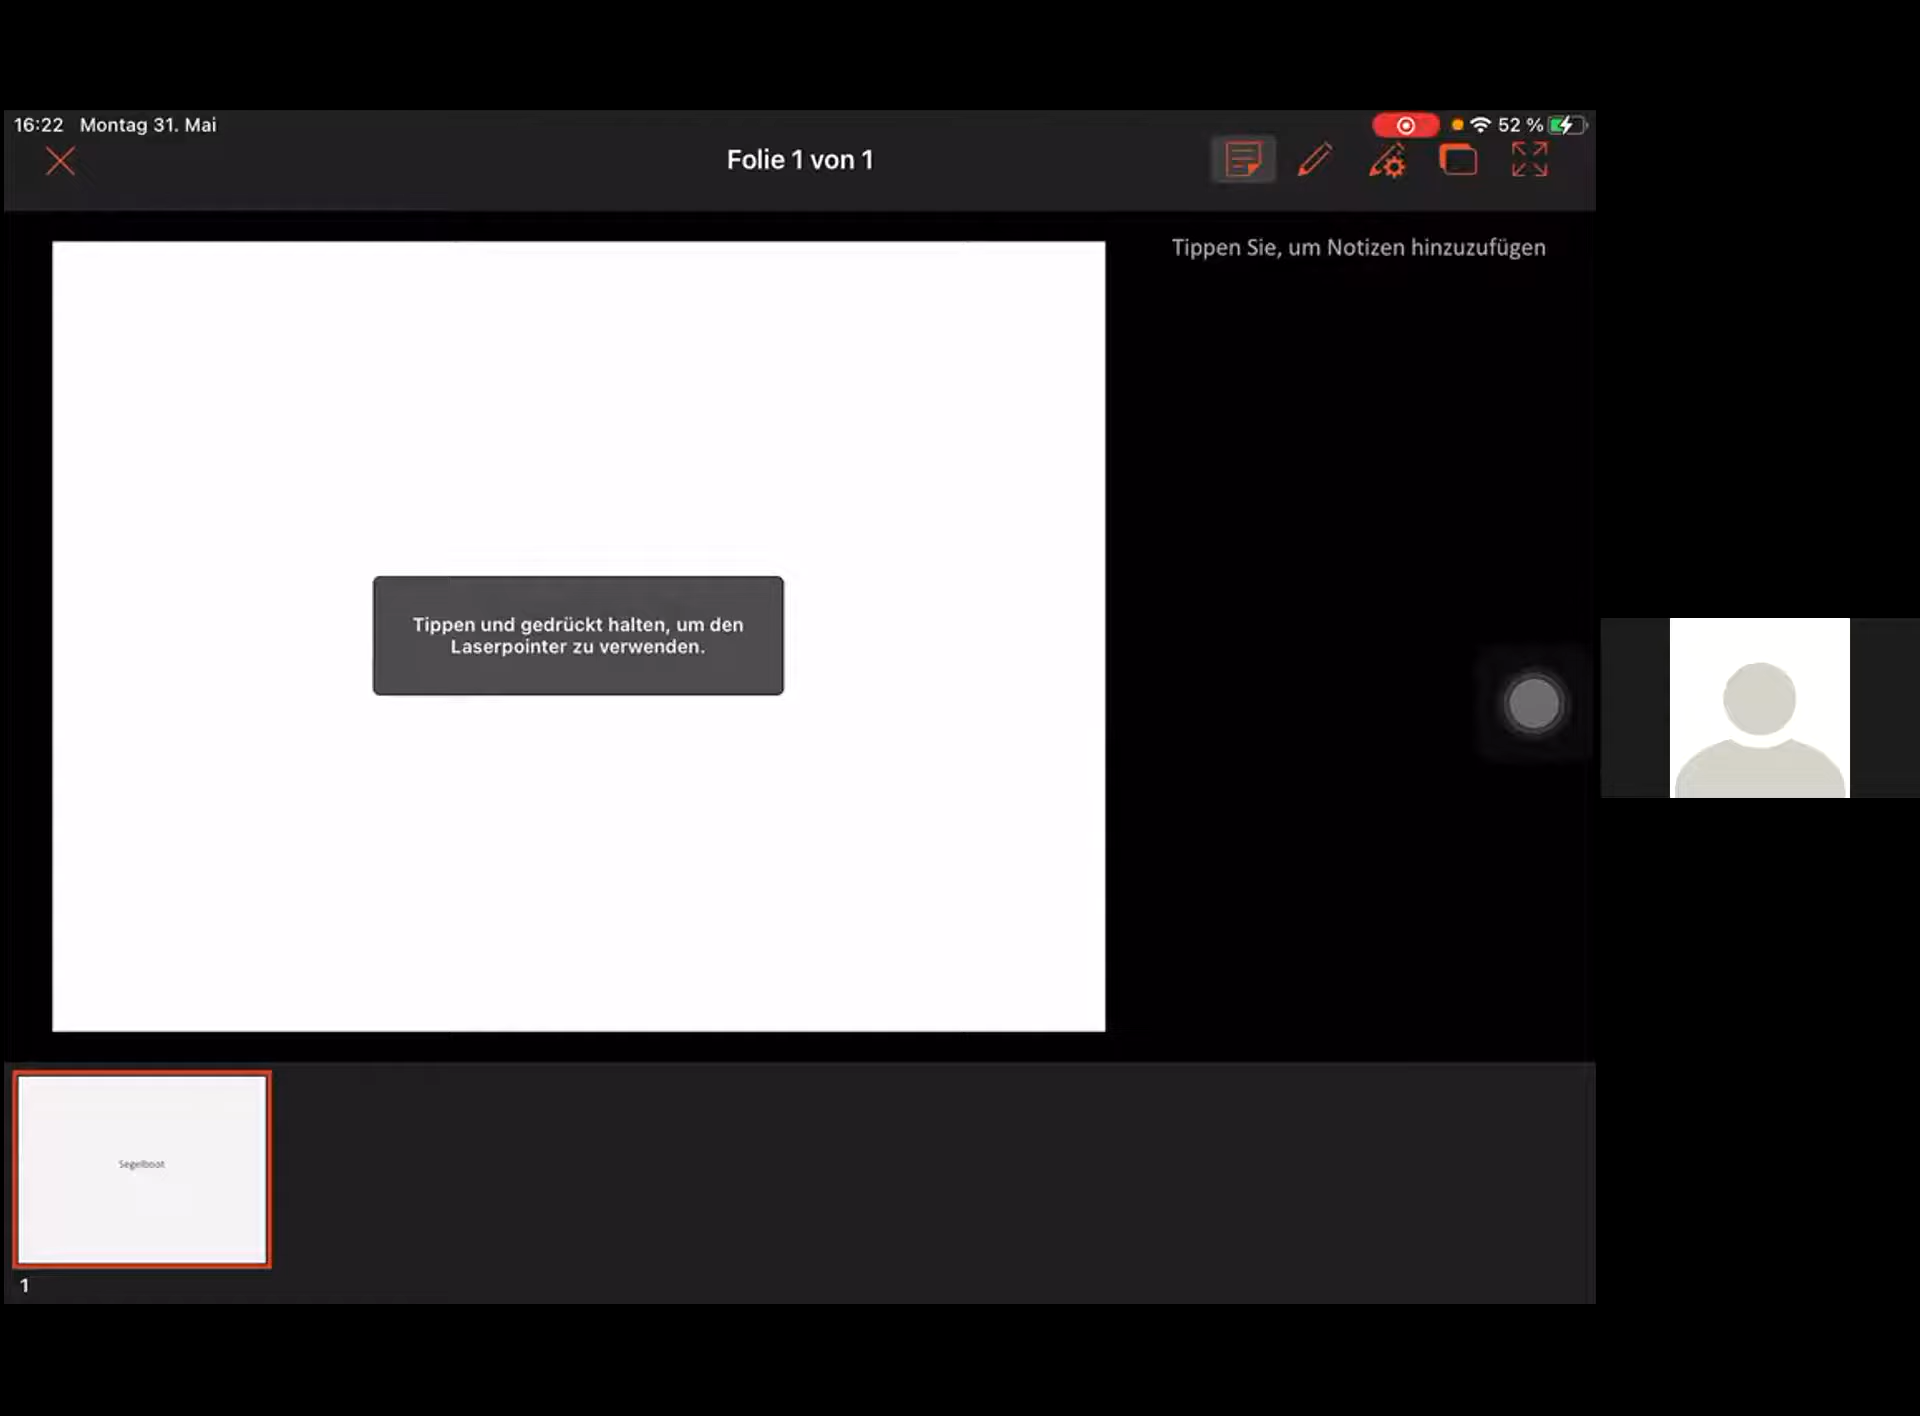 16:22 Montag 31. Mai
52 %
Folie 1 von 1
Tippen Sie, um Notizen hinzuzufügen
Tippen und gedrückt halten, um den
Laserpointer zu verwenden.
Segelboot
1